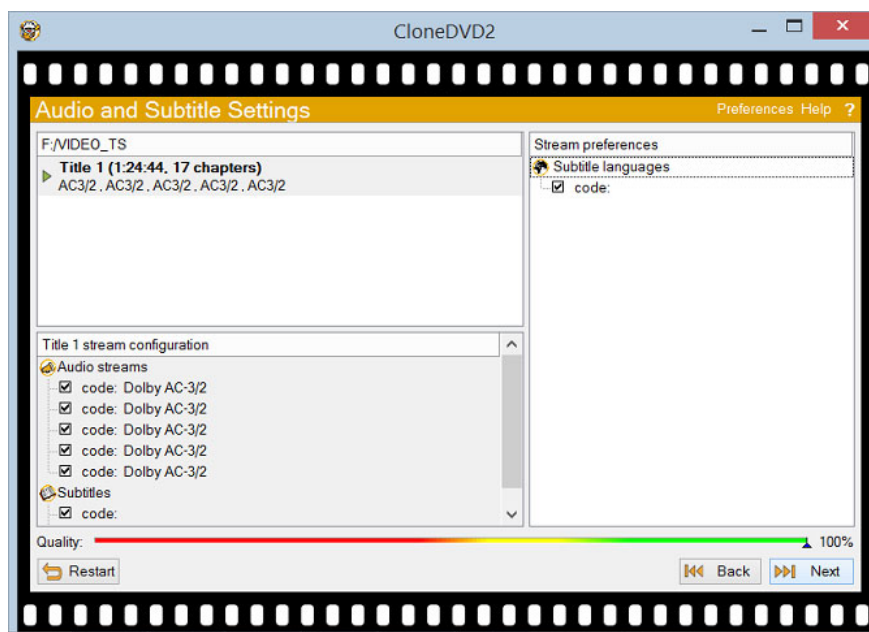 CloneDVD2
Audio and Subtitle Settings
Preferences Help ?
F:/VIDEO_TS
Title 1 (1:24:44, 17 chapters)
AC3/2 , AC3/2 , AC3/2 , AC3/2 , AC3/2
Stream preferences
Subtitle languages
code:
Title 1 stream configuration
Audio streams
code: Dolby AC-3/2
code: Dolby AC-3/2
code: Dolby AC-3/2
code: Dolby AC-3/2
code: Dolby AC-3/2
Subtitles
code:
Quality: 100%
Restart
Back
Next